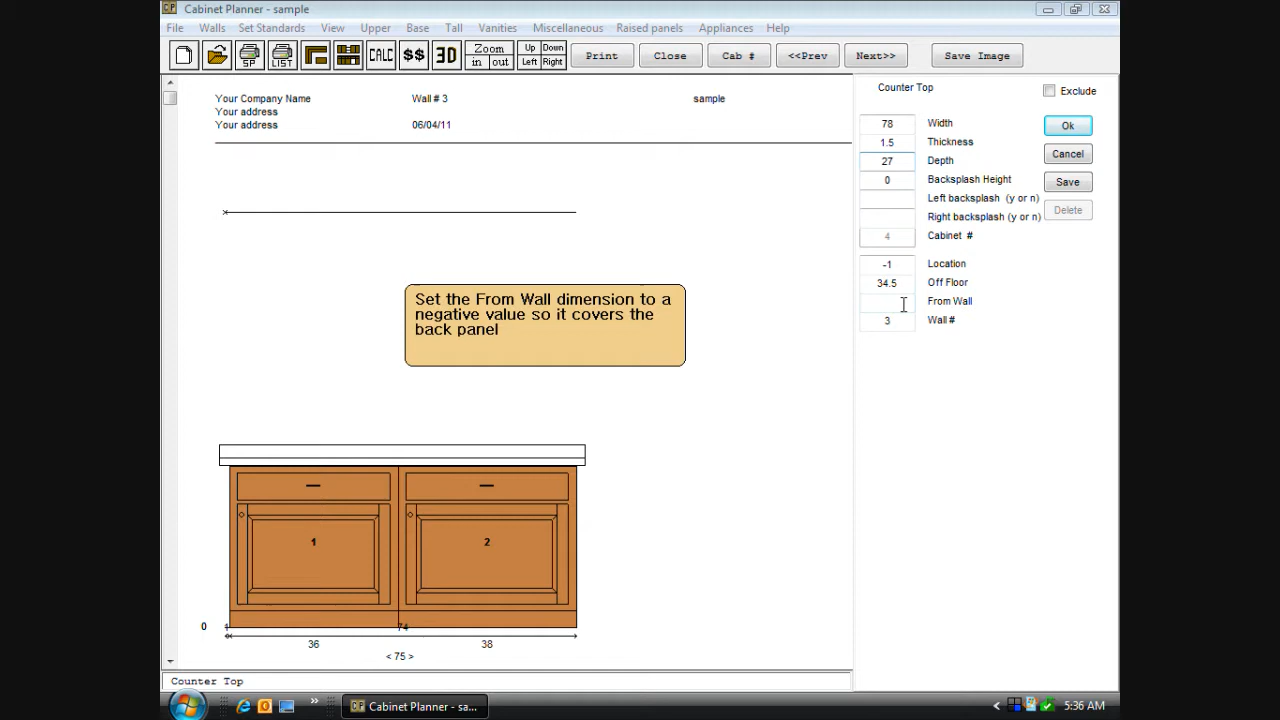 CP Cabinet Planner - sample
File Walls Set Standards View Upper Base Tall Vanities Miscellaneous Raised panels Appliances Help
SP LIST CALC $$ 3D Zoom in out Up Down Left Right Print Close Cab # <<Prev Next>> Save Image
Your Company Name Wall # 3 sample
Your address
Your address 06/04/11
Counter Top Exclude
78 Width Ok
1.5 Thickness
27 Depth Cancel
0 Backsplash Height Save
Left backsplash (y or n)
Right backsplash (y or n) Delete
4 Cabinet #
-1 Location
34.5 Off Floor
From Wall
3 Wall #
Set the From Wall dimension to a
negative value so it covers the
back panel
1 2
0 74
36 38
< 75 >
Counter Top
CP Cabinet Planner - sa... 5:36 AM